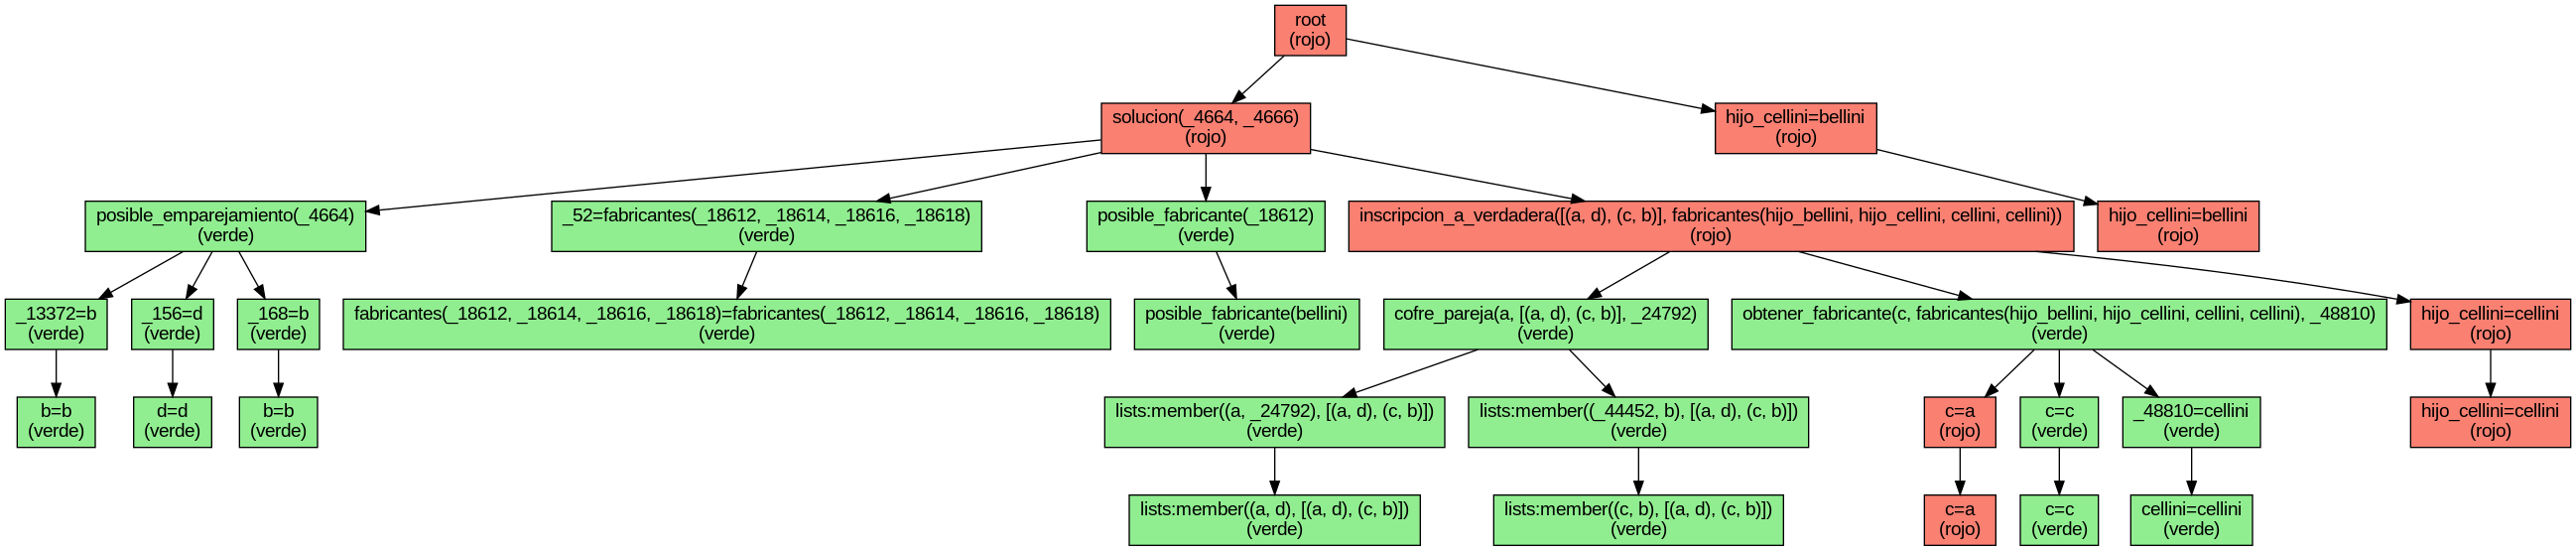 root
(rojo)
solucion(_4664, _4666)
(rojo)
hijo_cellini=bellini
(rojo)
posible_emparejamiento(_4664)
(verde)
_52=fabricantes(_18612, _18614, _18616, _18618)
(verde)
posible_fabricante(_18612)
(verde)
inscripcion_a_verdadera([(a, d), (c, b)], fabricantes(hijo_bellini, hijo_cellini, cellini, cellini))
(rojo)
hijo_cellini=bellini
(rojo)
_13372=b
(verde)
_156=d
(verde)
_168=b
(verde)
fabricantes(_18612, _18614, _18616, _18618)=fabricantes(_18612, _18614, _18616, _18618)
(verde)
posible_fabricante(bellini)
(verde)
cofre_pareja(a, [(a, d), (c, b)], _24792)
(verde)
obtener_fabricante(c, fabricantes(hijo_bellini, hijo_cellini, cellini, cellini), _48810)
(verde)
hijo_cellini=cellini
(rojo)
b=b
(verde)
d=d
(verde)
b=b
(verde)
lists:member((a, _24792), [(a, d), (c, b)])
(verde)
lists:member((_44452, b), [(a, d), (c, b)])
(verde)
c=a
(rojo)
c=c
(verde)
_48810=cellini
(verde)
hijo_cellini=cellini
(rojo)
lists:member((a, d), [(a, d), (c, b)])
(verde)
lists:member((c, b), [(a, d), (c, b)])
(verde)
c=a
(rojo)
c=c
(verde)
cellini=cellini
(verde)